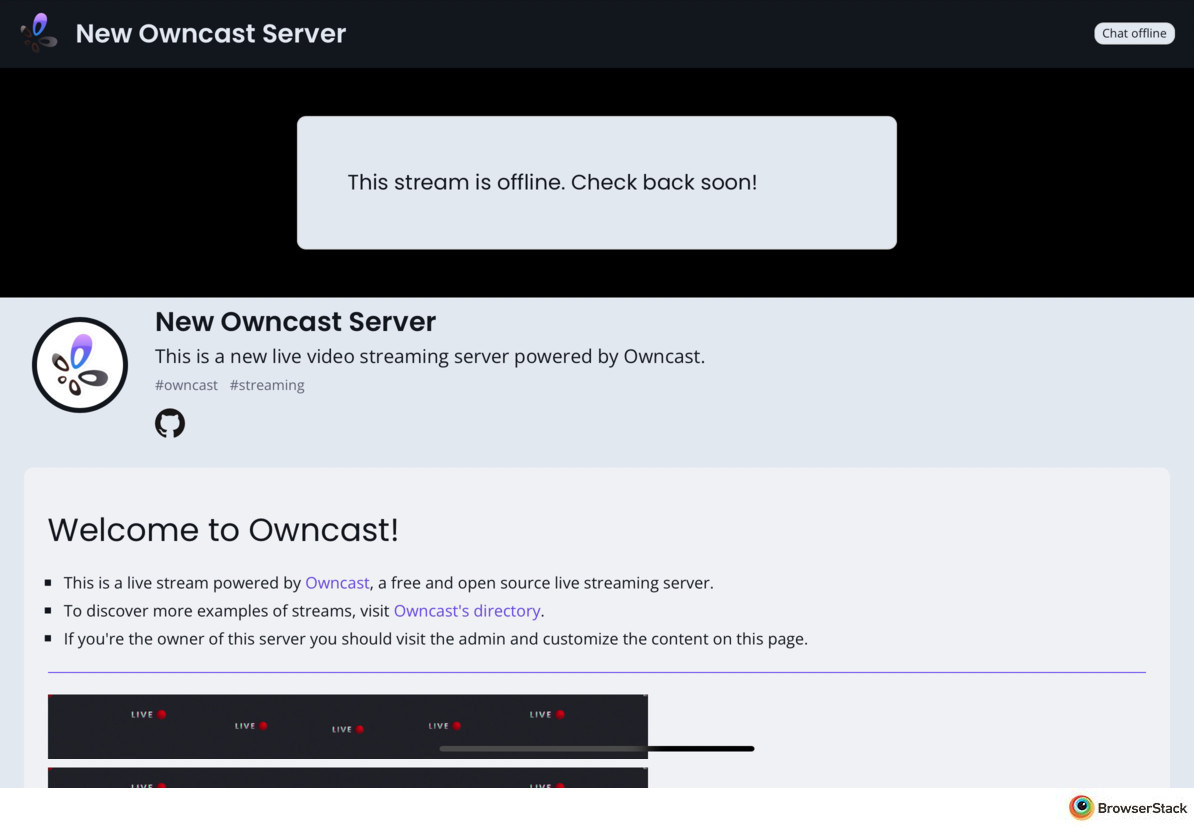 New Owncast Server
Chat offline
This stream is offline. Check back soon!
New Owncast Server
This is a new live video streaming server powered by Owncast.
#owncast #streaming
Welcome to Owncast!
This is a live stream powered by Owncast, a free and open source live streaming server.
To discover more examples of streams, visit Owncast's directory.
If you're the owner of this server you should visit the admin and customize the content on this page.
LIVE LIVE LIVE LIVE LIVE
LIVE LIVE
BrowserStack